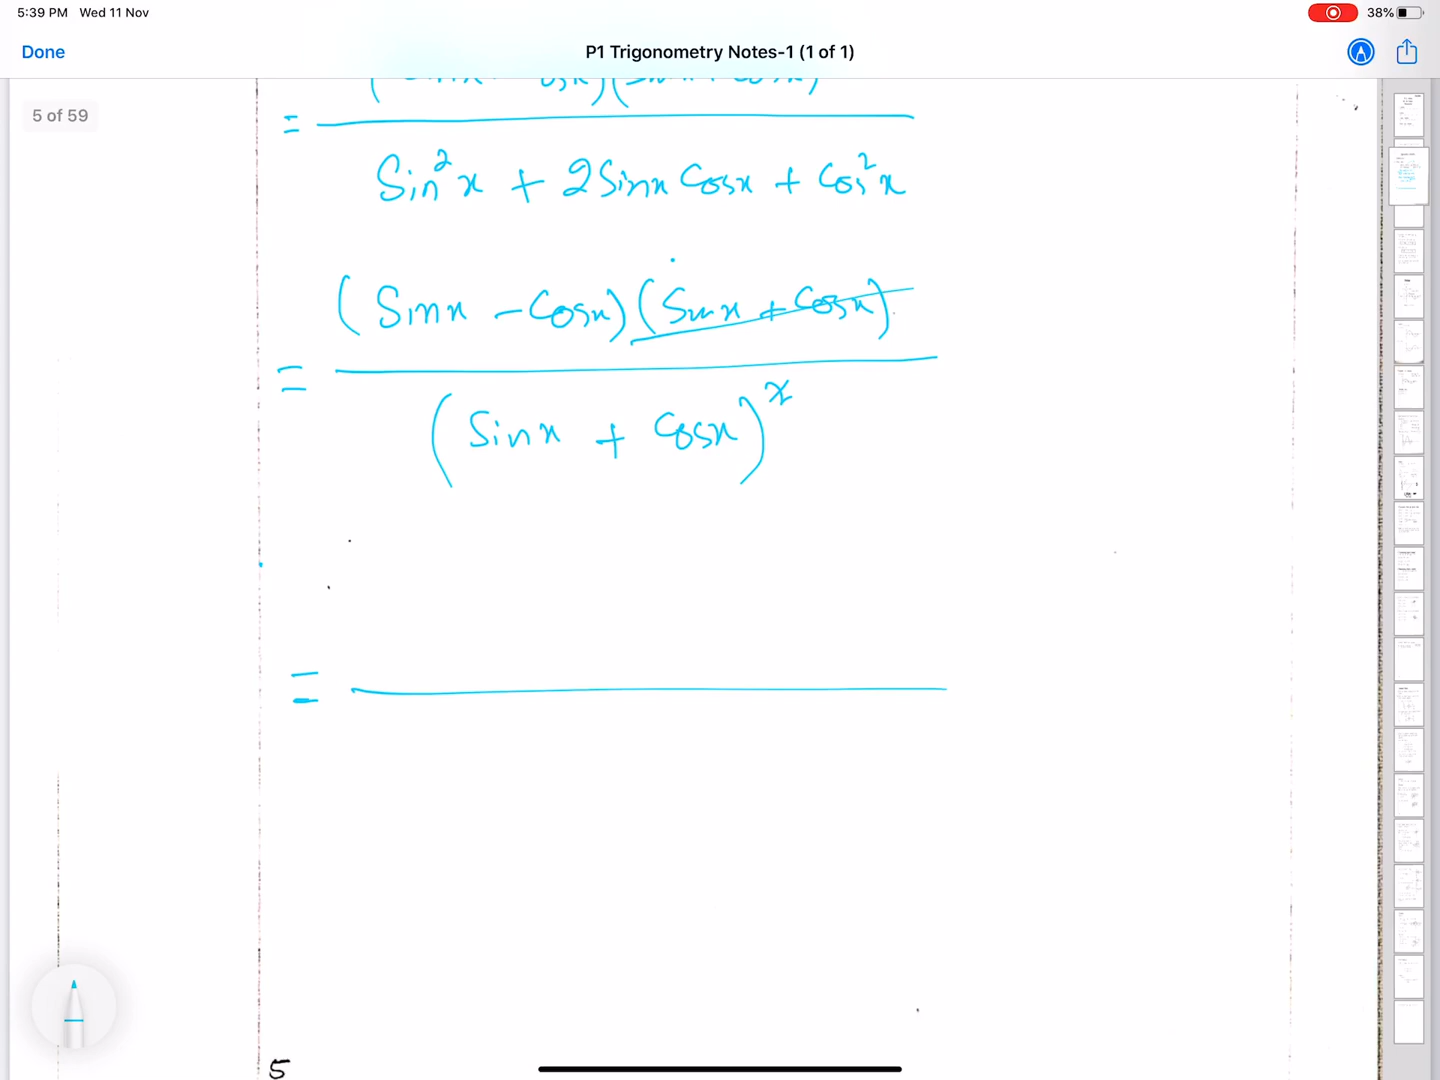 5:39 PM Wed 11 Nov
38%
Done
P1 Trigonometry Notes-1 (1 of 1)
5 of 59
=
Sin²x + 2Sinx Cosx + Cos²x
(Sinx - Cosx)(Sinx + Cosx)
=
(Sinx + Cosx)²
=
5